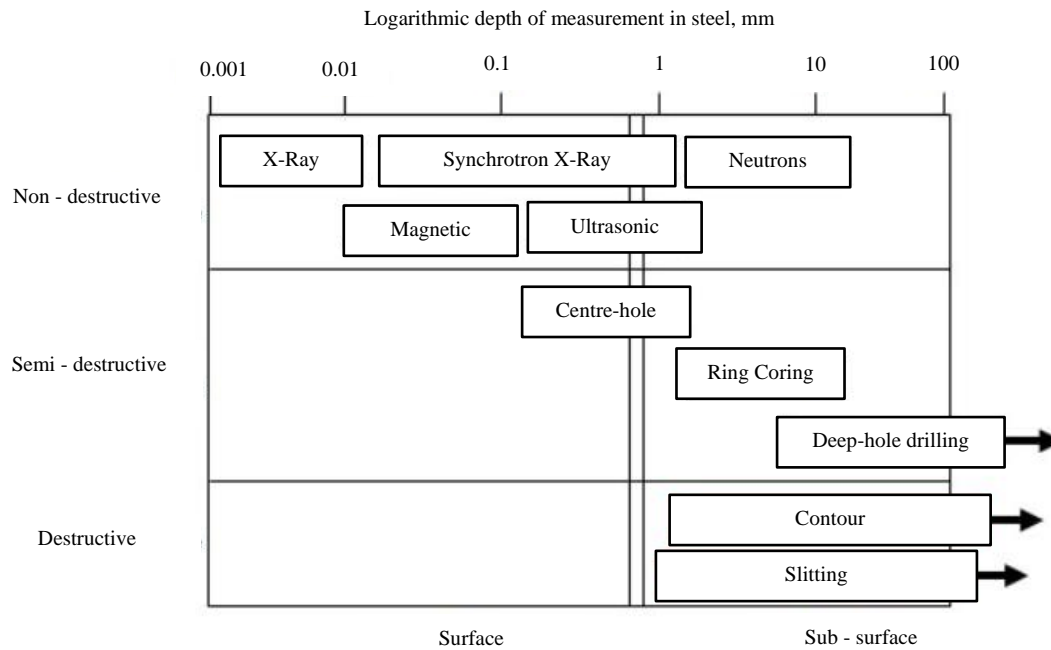 Logarithmic depth of measurement in steel, mm
0.001 0.01 0.1 1 10 100
X-Ray Synchrotron X-Ray Neutrons
Non - destructive
Magnetic Ultrasonic
Centre-hole
Semi - destructive
Ring Coring
Deep-hole drilling
Contour
Destructive
Slitting
Surface Sub - surface